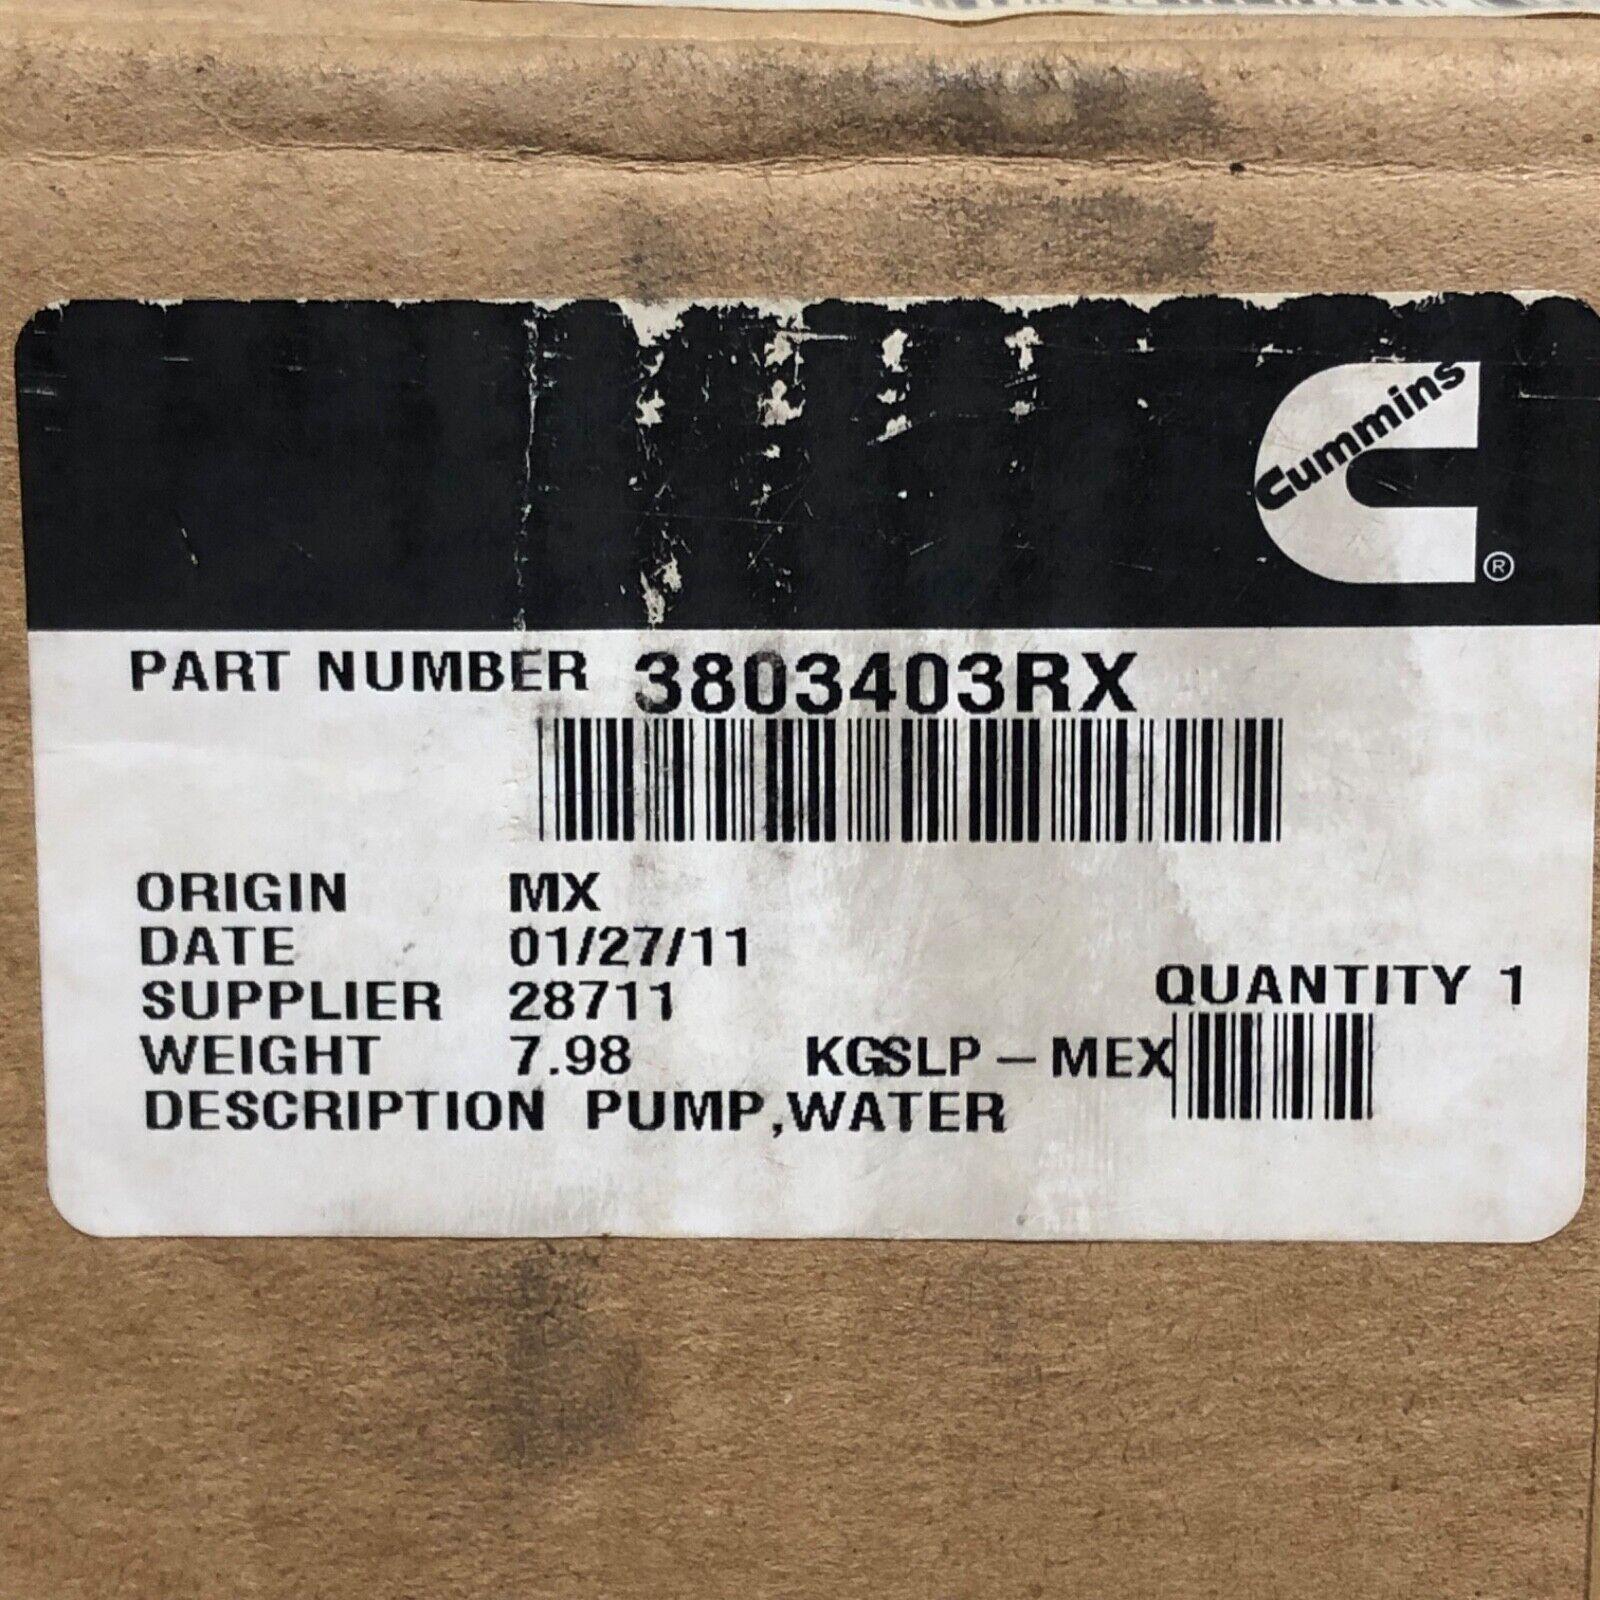 Cummins
®
PART NUMBER 3803403RX
ORIGIN MX
DATE 01/27/11
SUPPLIER 28711
QUANTITY 1
WEIGHT 7.98 KGSLP-MEX
DESCRIPTION PUMP,WATER